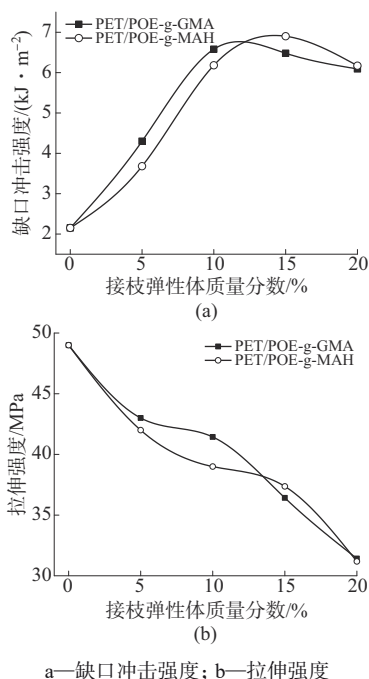 PET/POE-g-GMA
PET/POE-g-MAH
7
6
5
4
3
2
缺口冲击强度/(kJ·m⁻²)
0 5 10 15 20
接枝弹性体质量分数/%
(a)
PET/POE-g-GMA
PET/POE-g-MAH
50
45
40
35
30
拉伸强度/MPa
0 5 10 15 20
接枝弹性体质量分数/%
(b)
a—缺口冲击强度；b—拉伸强度